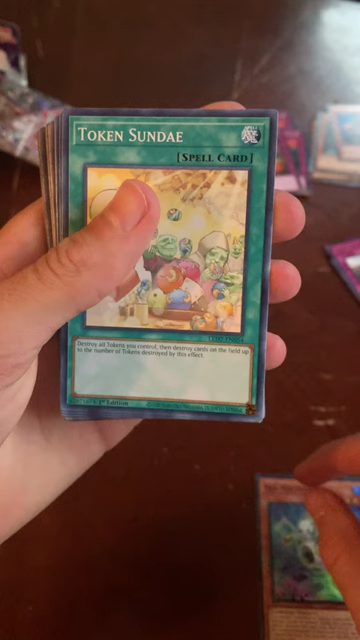 TOKEN SUNDAE
[SPELL CARD]
Destroy all Tokens you control, then destroy cards on the field up
to the number of Tokens destroyed by this effect.
1st Edition